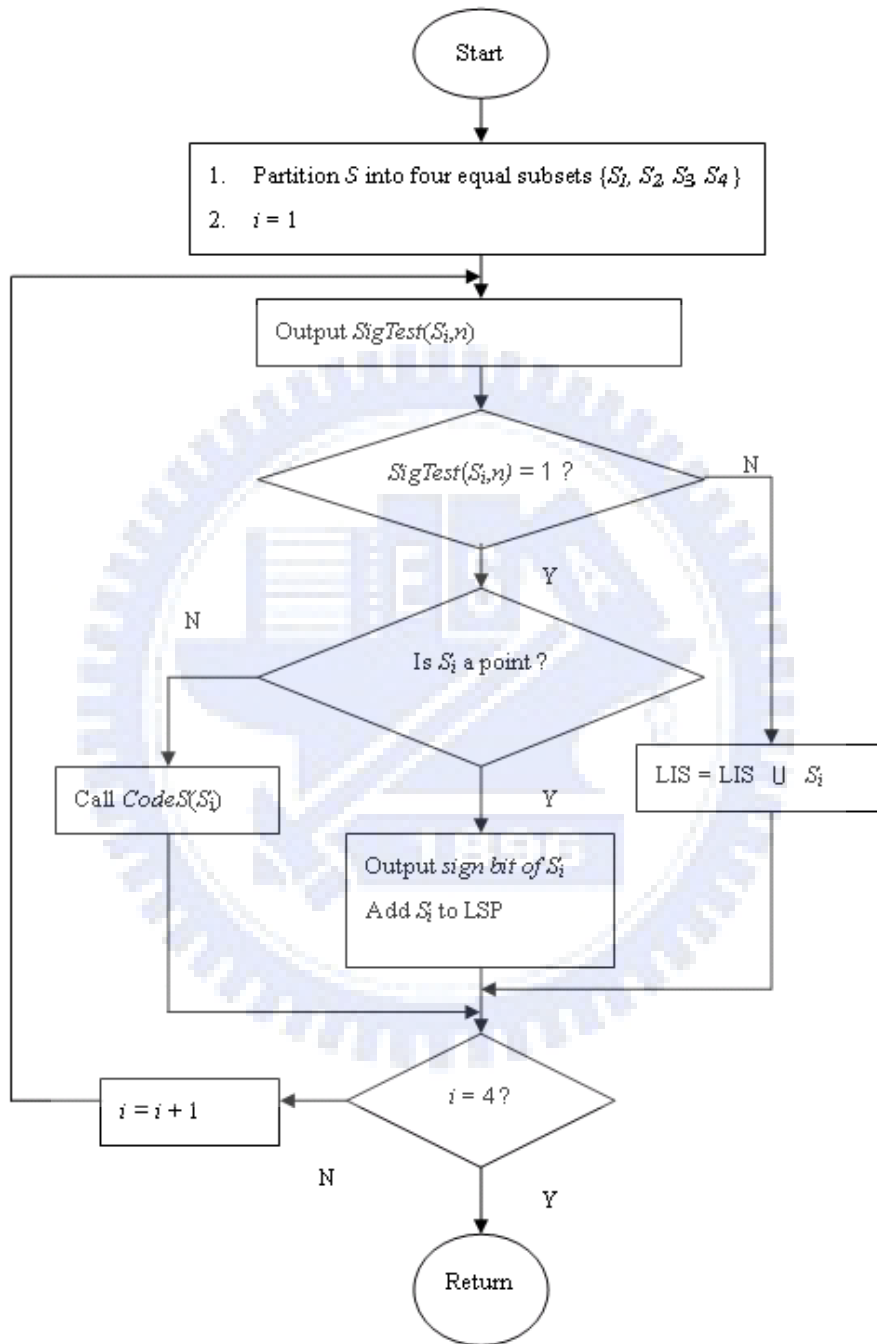 Start
1. Partition S into four equal subsets {S1, S2, S3, S4}
2. i = 1
Output SigTest(Si,n)
SigTest(Si,n) = 1 ?
N
Y
N
Is Si a point ?
LIS = LIS ∪ Si
Call CodeS(Si)
Y
Output sign bit of Si
Add Si to LSP
1896
i = 4 ?
i = i + 1
N
Y
Return